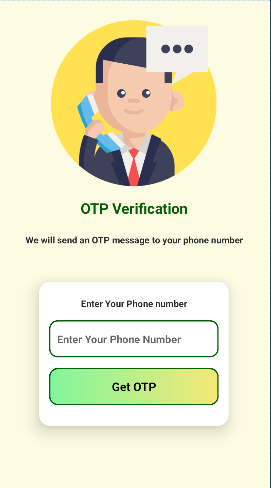 OTP Verification
We will send an OTP message to your phone number
Enter Your Phone number
Enter Your Phone Number
Get OTP